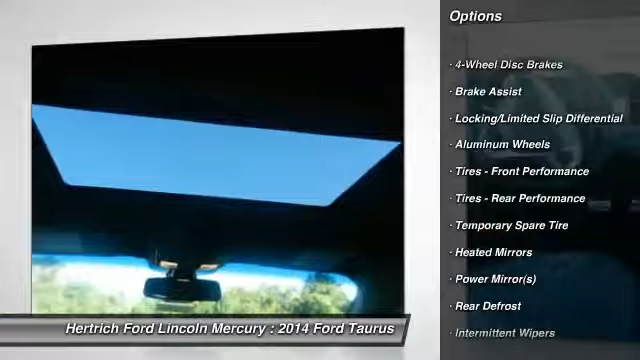 Options
· 4-Wheel Disc Brakes
· Brake Assist
· Locking/Limited Slip Differential
· Aluminum Wheels
· Tires - Front Performance
· Tires - Rear Performance
· Temporary Spare Tire
· Heated Mirrors
· Power Mirror(s)
· Rear Defrost
· Intermittent Wipers
Hertrich Ford Lincoln Mercury : 2014 Ford Taurus